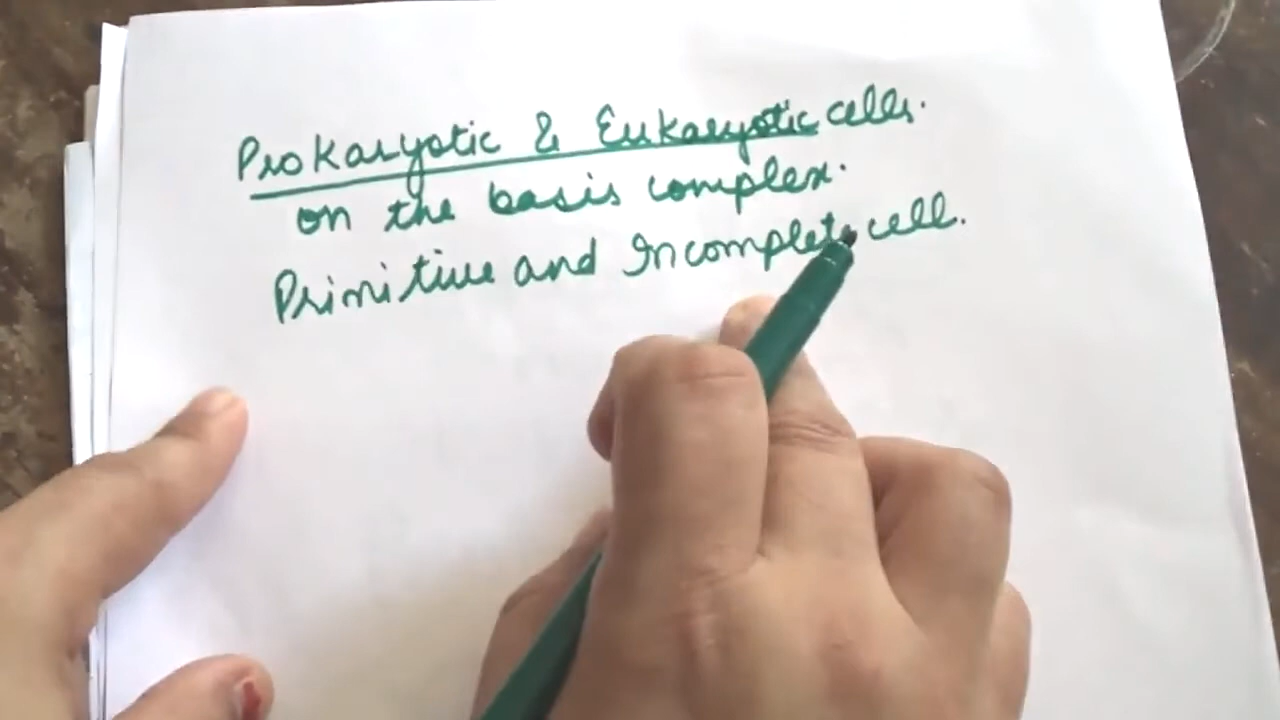 Prokaryotic & Eukaryotic cells.
on the basis complex.
Primitive and Incomplete cell.